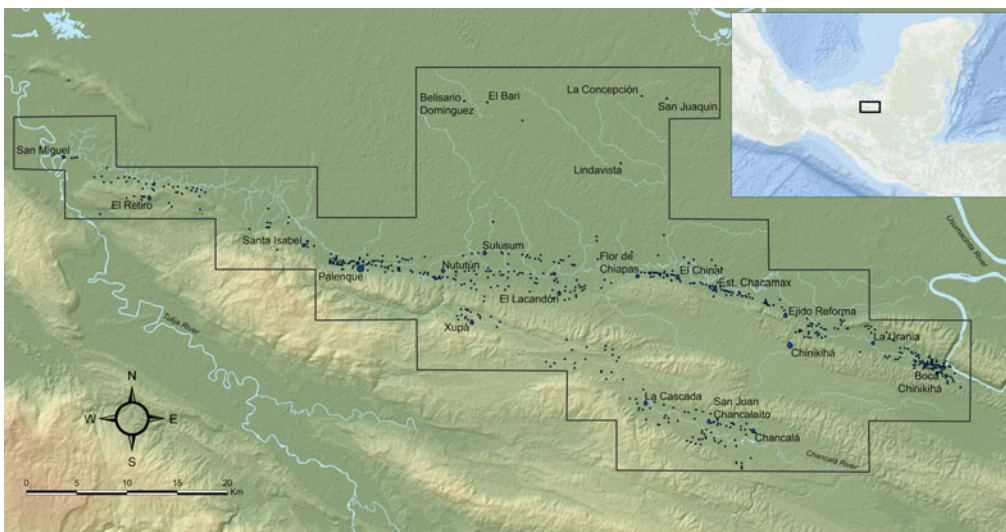 Belisario
Dominguez
El Bari
La Concepción
San Juaquin
San Miguel
Lindavista
El Retiro
Usumacinta River
Santa Isabel
Sulusum
Flor de
Chiapas
Palenque
Nututún
El Chinal
El Lacandón
Est. Chacamax
Xupá
Ejido Reforma
Tulijá River
La Urania
Chinikihá
Boca
Chinikihá
N
W
E
S
La Cascada
San Juan
Chancalaito
Chancalá
Chancalá River
0
5
10
20
Km